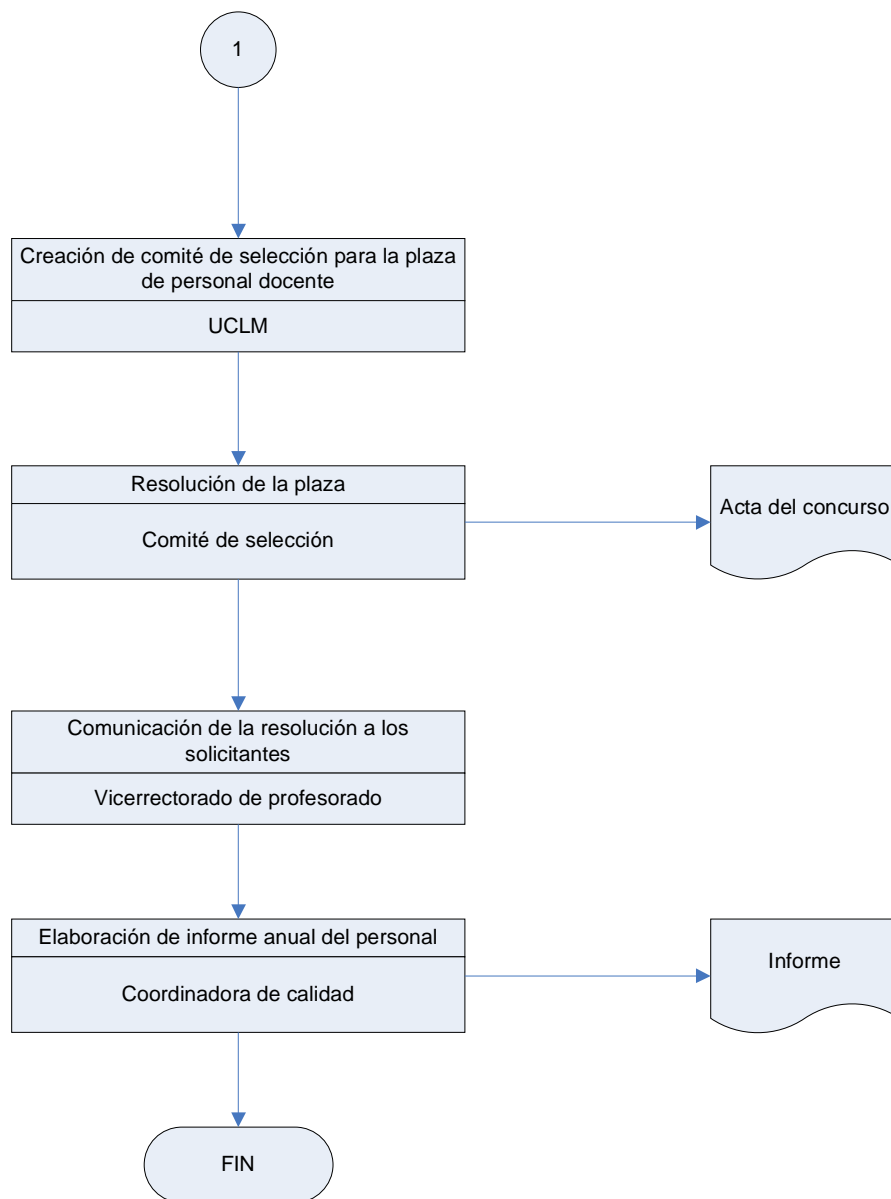 1
Creación de comité de selección para la plaza
de personal docente
UCLM
Resolución de la plaza
Comité de selección
Acta del concurso
Comunicación de la resolución a los
solicitantes
Vicerrectorado de profesorado
Elaboración de informe anual del personal
Coordinadora de calidad
Informe
FIN